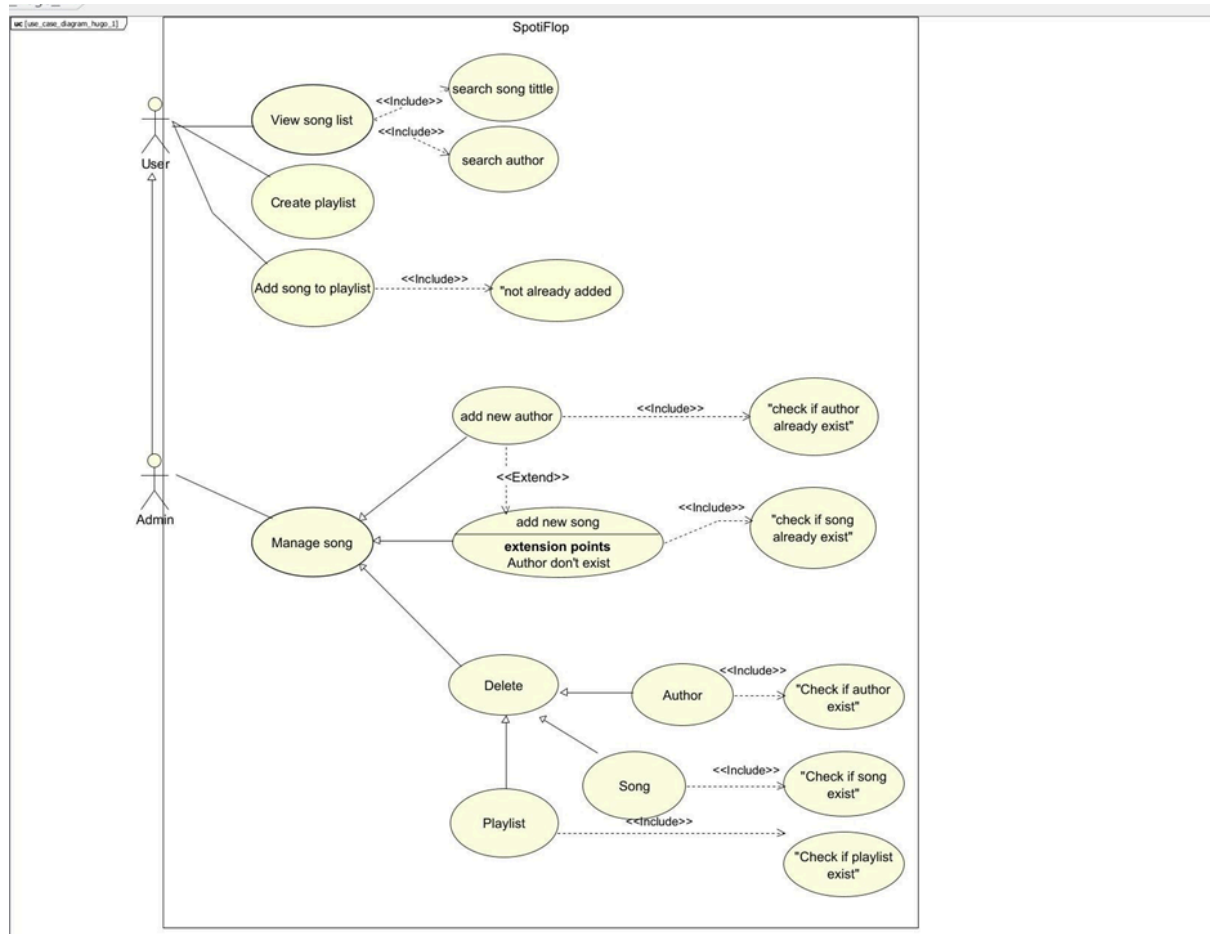 uc [use_case_diagram_hugo_1]
SpotiFlop
search song tittle
<<Include>>
View song list
<<Include>>
search author
User
Create playlist
<<Include>>
Add song to playlist
"not already added
add new author
<<Include>>
"check if author
already exist"
<<Extend>>
<<Include>>
Admin
add new song
"check if song
already exist"
Manage song
extension points
Author don't exist
<<Include>>
Delete
Author
"Check if author
exist"
<<Include>>
Song
"Check if song
exist"
Playlist
<<Include>>
"Check if playlist
exist"